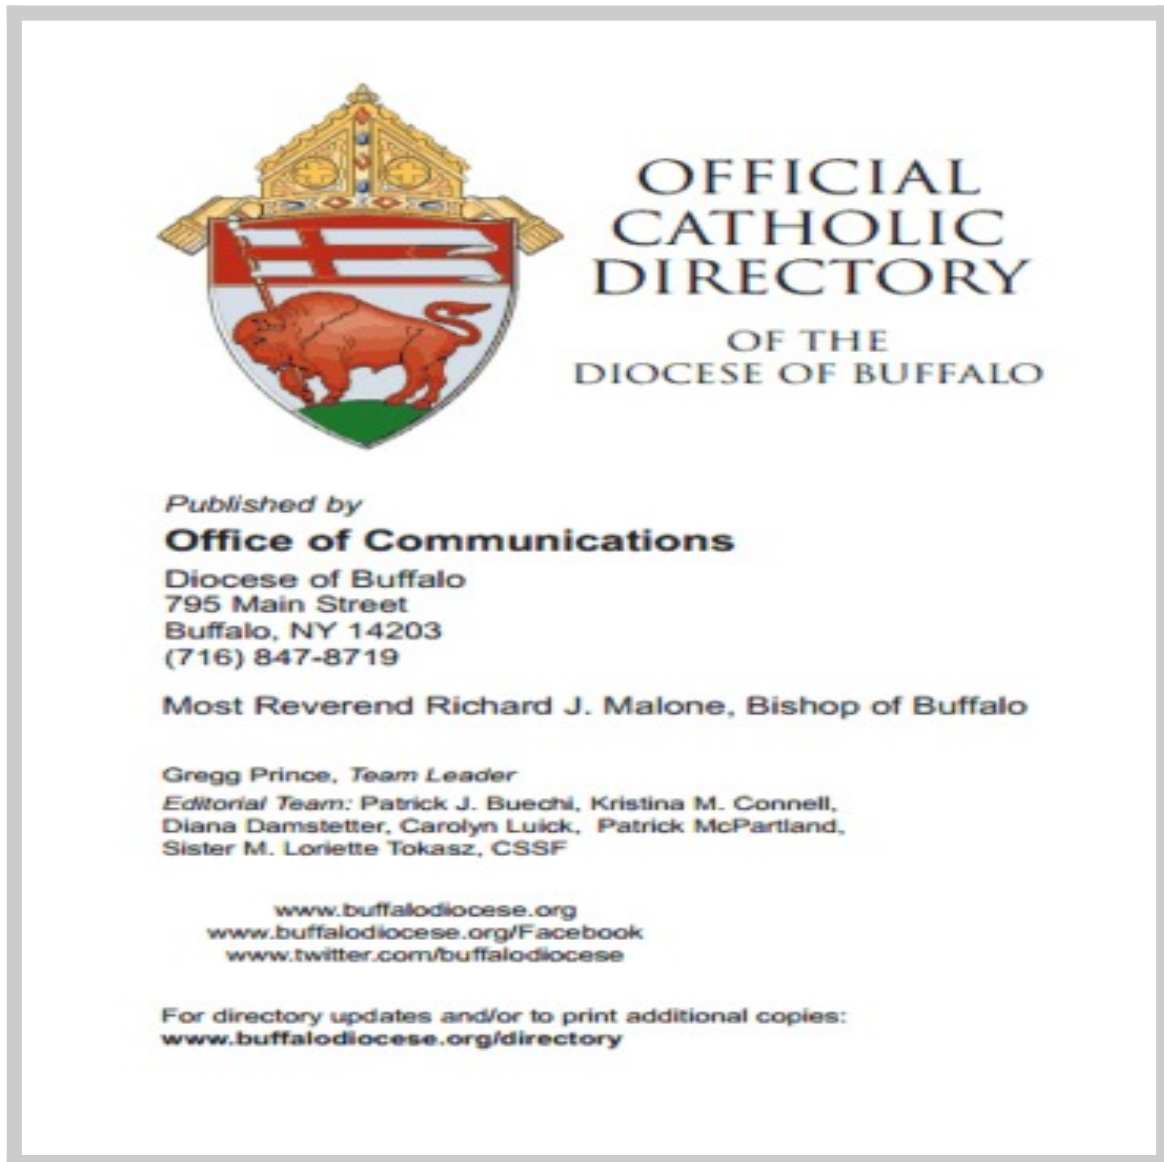 OFFICIAL
CATHOLIC
DIRECTORY
OF THE
DIOCESE OF BUFFALO
Published by
Office of Communications
Diocese of Buffalo
795 Main Street
Buffalo, NY 14203
(716) 847-8719
Most Reverend Richard J. Malone, Bishop of Buffalo
Gregg Prince, Team Leader
Editorial Team: Patrick J. Buechi, Kristina M. Connell,
Diana Damstetter, Carolyn Luick, Patrick McPartland,
Sister M. Loriette Tokasz, CSSF
www.buffalodiocese.org
www.buffalodiocese.org/Facebook
www.twitter.com/buffalodiocese
For directory updates and/or to print additional copies:
www.buffalodiocese.org/directory